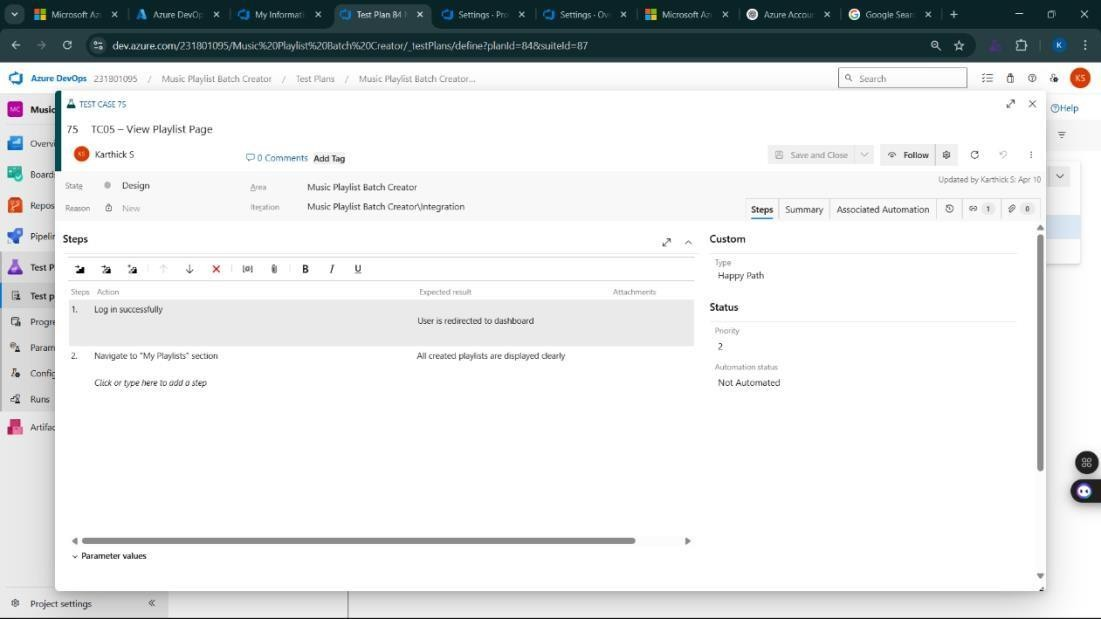 Microsoft Az
Azure DevOp
My Informati
Test Plan 84 M
Settings - Pro
Settings - Ov
Microsoft Az
Azure Accou
Google Sear
dev.azure.com/231801095/Music%20Playlist%20Batch%20Creator/_testPlans/define?planId=84&suiteId=87
K
Azure DevOps 231801095 / Music Playlist Batch Creator / Test Plans / Music Playlist Batch Creator...
Search
KS
MC Music
Help
Overv
Boards
Repos
Pipelin
Test P
Test p
Progre
Param
Config
Runs
Artifac
Project settings
TEST CASE 75
75 TC05 – View Playlist Page
KS Karthick S
0 Comments
Add Tag
Save and Close
Follow
State Design
Area Music Playlist Batch Creator
Updated by Karthick S: Apr 10
Reason New
Iteration Music Playlist Batch Creator\Integration
Steps
Summary
Associated Automation
1
0
Steps
Custom
Type
Happy Path
B I U
Steps Action Expected result Attachments
1. Log in successfully
User is redirected to dashboard
2. Navigate to "My Playlists" section All created playlists are displayed clearly
Click or type here to add a step
Status
Priority
2
Automation status
Not Automated
Parameter values